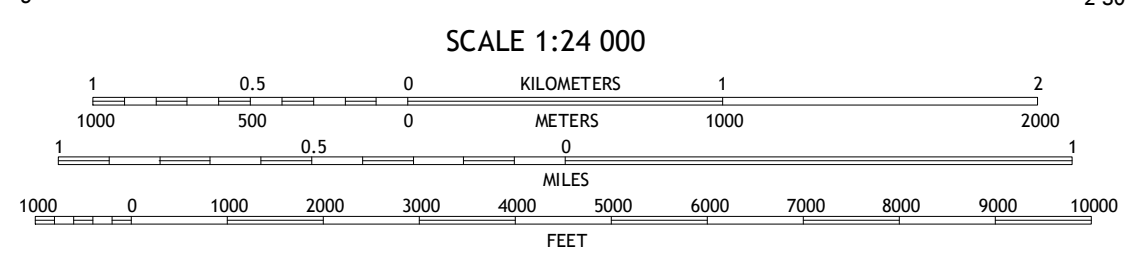 SCALE 1:24 000
1 0.5 0 KILOMETERS 1 2
1000 500 0 METERS 1000 2000
1 0.5 0 1
MILES
1000 0 1000 2000 3000 4000 5000 6000 7000 8000 9000 10000
FEET